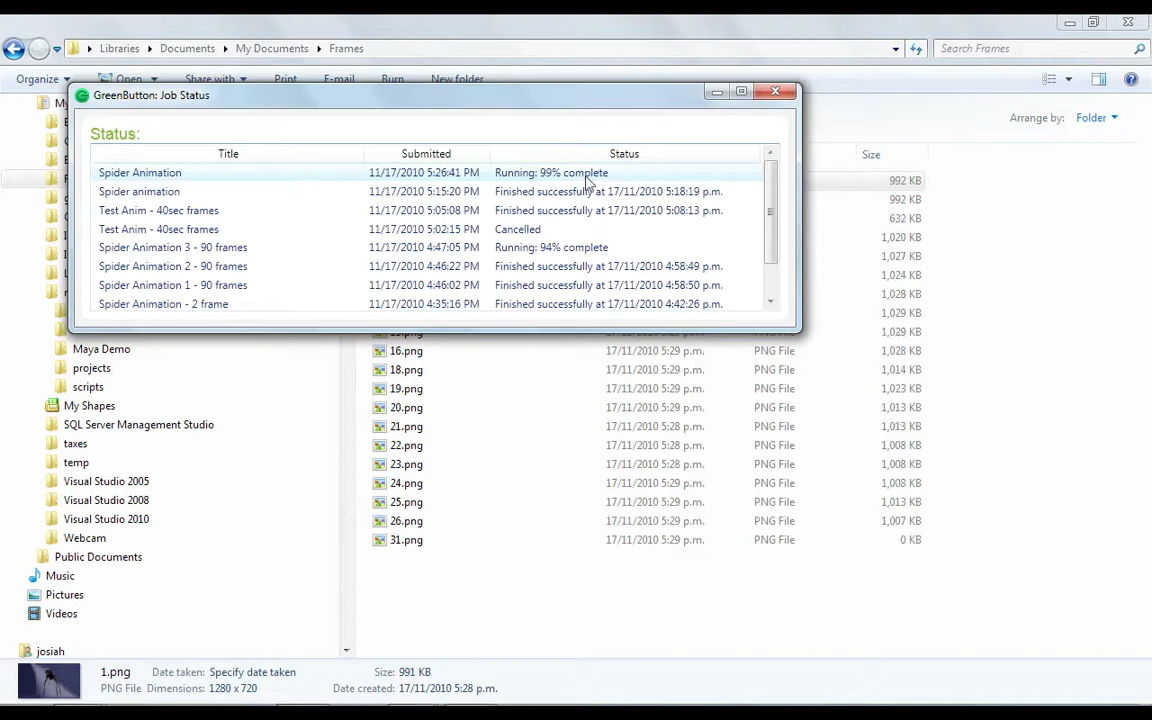 Libraries ▸ Documents ▸ My Documents ▸ Frames
Search Frames
Organize Open Share with Print E-mail Burn New folder
GreenButton: Job Status
Arrange by: Folder
Status:
Title Submitted Status
Size
Spider Animation 11/17/2010 5:26:41 PM Running: 99% complete
992 KB
Spider animation 11/17/2010 5:15:20 PM Finished successfully at 17/11/2010 5:18:19 p.m.
992 KB
Test Anim - 40sec frames 11/17/2010 5:05:08 PM Finished successfully at 17/11/2010 5:08:13 p.m.
632 KB
Test Anim - 40sec frames 11/17/2010 5:02:15 PM Cancelled
1,020 KB
Spider Animation 3 - 90 frames 11/17/2010 4:47:05 PM Running: 94% complete
1,027 KB
Spider Animation 2 - 90 frames 11/17/2010 4:46:22 PM Finished successfully at 17/11/2010 4:58:49 p.m.
1,024 KB
Spider Animation 1 - 90 frames 11/17/2010 4:46:02 PM Finished successfully at 17/11/2010 4:58:50 p.m.
1,028 KB
Spider Animation - 2 frame 11/17/2010 4:35:16 PM Finished successfully at 17/11/2010 4:42:26 p.m.
1,029 KB
1,029 KB
Maya Demo
16.png 17/11/2010 5:29 p.m. PNG File 1,028 KB
projects
18.png 17/11/2010 5:29 p.m. PNG File 1,014 KB
scripts
19.png 17/11/2010 5:29 p.m. PNG File 1,023 KB
My Shapes
20.png 17/11/2010 5:29 p.m. PNG File 1,013 KB
SQL Server Management Studio
21.png 17/11/2010 5:28 p.m. PNG File 1,013 KB
taxes
22.png 17/11/2010 5:28 p.m. PNG File 1,008 KB
temp
23.png 17/11/2010 5:29 p.m. PNG File 1,008 KB
Visual Studio 2005
24.png 17/11/2010 5:29 p.m. PNG File 1,008 KB
Visual Studio 2008
25.png 17/11/2010 5:29 p.m. PNG File 1,013 KB
Visual Studio 2010
26.png 17/11/2010 5:29 p.m. PNG File 1,007 KB
Webcam
31.png 17/11/2010 5:29 p.m. PNG File 0 KB
Public Documents
Music
Pictures
Videos
josiah
1.png Date taken: Specify date taken Size: 991 KB
PNG File Dimensions: 1280 x 720 Date created: 17/11/2010 5:28 p.m.